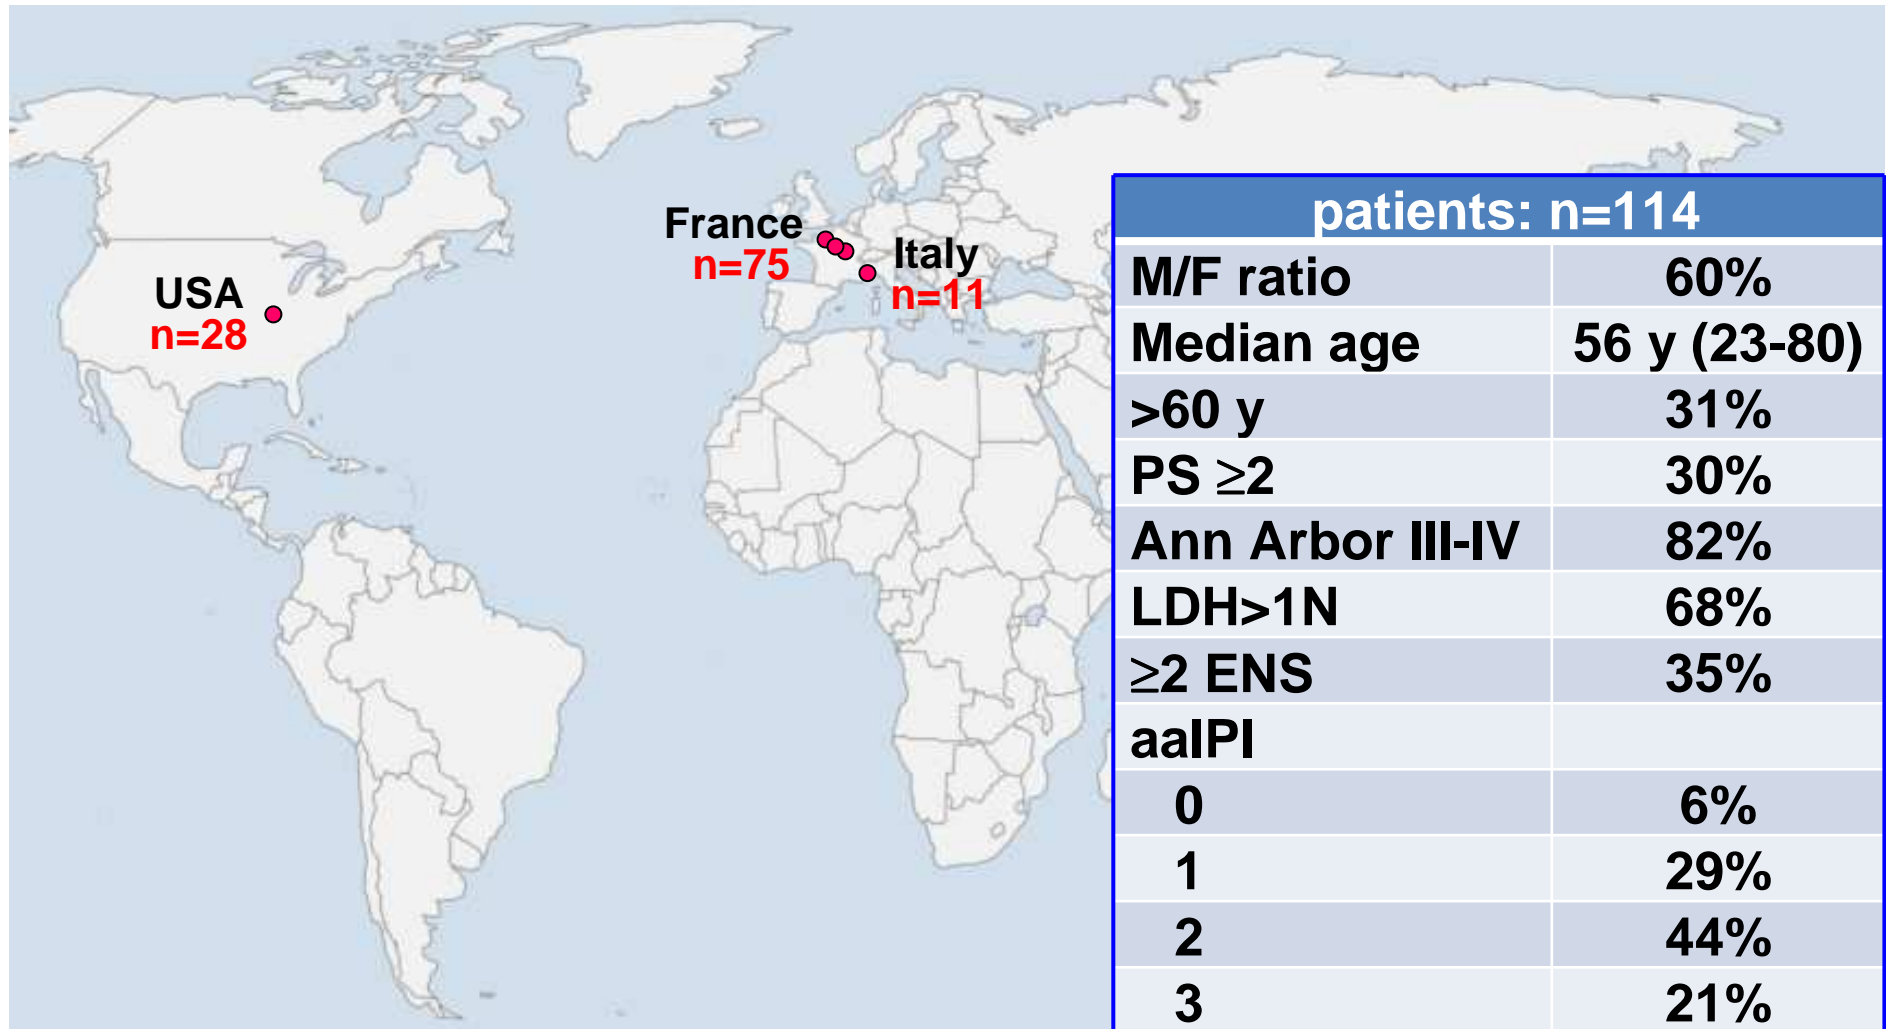 USA
n=28
France
n=75
Italy
n=11
patients: n=114
M/F ratio 60%
Median age 56 y (23-80)
>60 y 31%
PS ≥2 30%
Ann Arbor III-IV 82%
LDH>1N 68%
≥2 ENS 35%
aaIPI
0 6%
1 29%
2 44%
3 21%